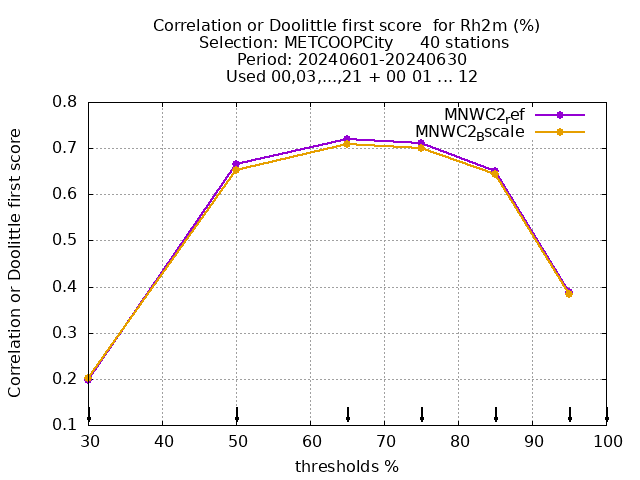 Correlation or Doolittle first score  for Rh2m (%)
Selection: METCOOPCity     40 stations
Period: 20240601-20240630
Used 00,03,...,21 + 00 01 ... 12
MNWC2ref
MNWC2Bscale
Correlation or Doolittle first score
0.8
0.7
0.6
0.5
0.4
0.3
0.2
0.1
30 40 50 60 70 80 90 100
thresholds %